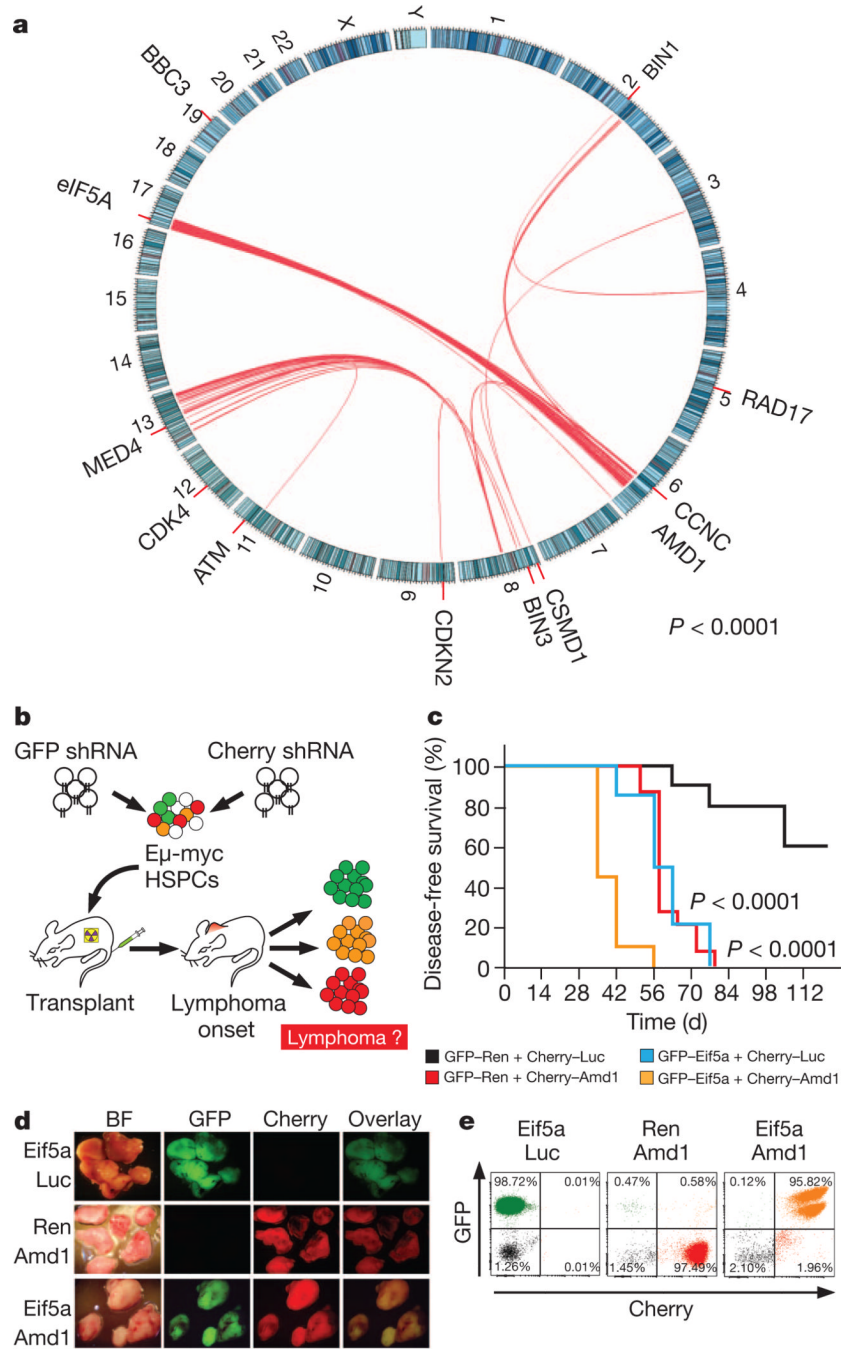 a
1
2
3
4
5
6
7
8
9
10
11
12
13
14
15
16
17
18
19
20
21
22
X
Y
BIN1
RAD17
CCNC
AMD1
CSMD1
BIN3
CDKN2
ATM
CDK4
MED4
eIF5A
BBC3
P < 0.0001
b
GFP shRNA
Cherry shRNA
Eμ-myc
HSPCs
Transplant
Lymphoma
onset
Lymphoma ?
c
Disease-free survival (%)
100
80
60
40
20
0
P < 0.0001
P < 0.0001
0 14 28 42 56 70 84 98 112
Time (d)
GFP–Ren + Cherry–Luc
GFP–Eif5a + Cherry–Luc
GFP–Ren + Cherry–Amd1
GFP–Eif5a + Cherry–Amd1
d
BF GFP Cherry Overlay
Eif5a
Luc
Ren
Amd1
Eif5a
Amd1
e
Eif5a
Luc
Ren
Amd1
Eif5a
Amd1
GFP
98.72% 0.01% 0.47% 0.58% 0.12% 95.82%
1.26% 0.01% 1.45% 97.49% 2.10% 1.96%
Cherry